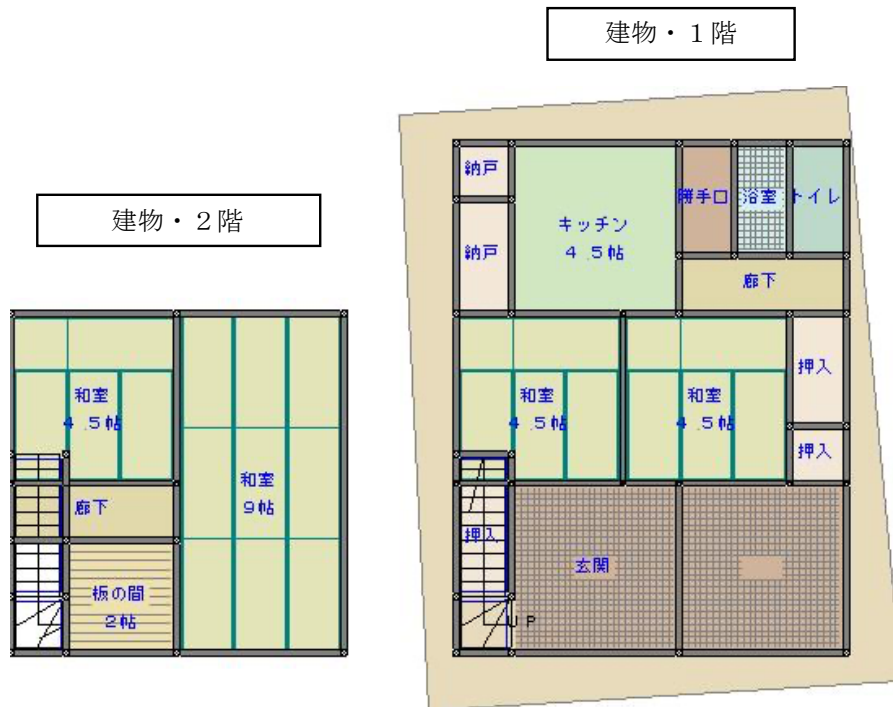 建物・1階
建物・2階
納戸
キッチン
4.5帖
勝手口
浴室
トイレ
納戸
廊下
和室
4.5帖
和室
4.5帖
押入
押入
押入
玄関
UP
和室
4.5帖
和室
9帖
廊下
板の間
2帖